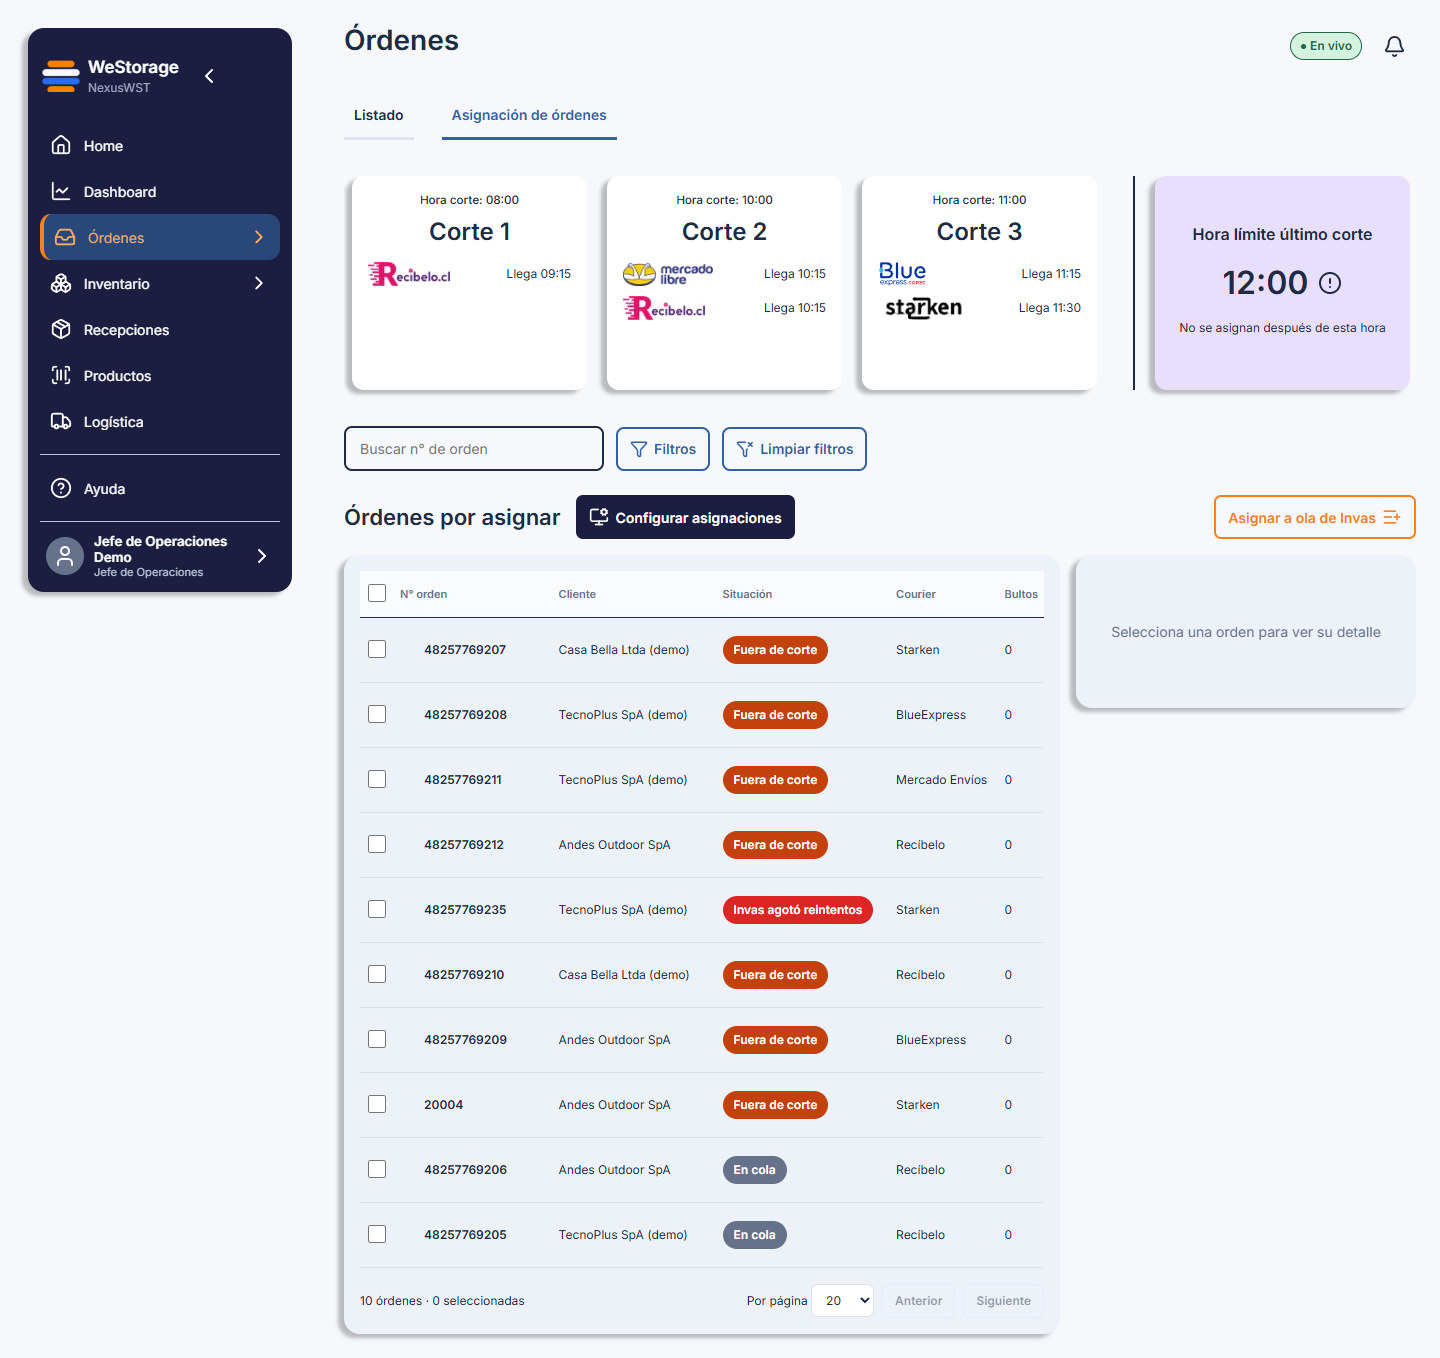 WeStorage
NexusWST
Home
Dashboard
Órdenes
Inventario
Recepciones
Productos
Logística
Ayuda
Jefe de Operaciones
Demo
Jefe de Operaciones
Órdenes
• En vivo
Listado
Asignación de órdenes
Hora corte: 08:00
Corte 1
Recibelo.cl
Llega 09:15
Hora corte: 10:00
Corte 2
mercado
libre
Llega 10:15
Recibelo.cl
Llega 10:15
Hora corte: 11:00
Corte 3
Blue
express COPEC
Llega 11:15
starken
Llega 11:30
Hora límite último corte
12:00
No se asignan después de esta hora
Buscar n° de orden
Filtros
Limpiar filtros
Órdenes por asignar
Configurar asignaciones
Asignar a ola de Invas
N° orden Cliente Situación Courier Bultos
48257769207 Casa Bella Ltda (demo) Fuera de corte Starken 0
48257769208 TecnoPlus SpA (demo) Fuera de corte BlueExpress 0
48257769211 TecnoPlus SpA (demo) Fuera de corte Mercado Envíos 0
48257769212 Andes Outdoor SpA Fuera de corte Recíbelo 0
48257769235 TecnoPlus SpA (demo) Invas agotó reintentos Starken 0
48257769210 Casa Bella Ltda (demo) Fuera de corte Recíbelo 0
48257769209 Andes Outdoor SpA Fuera de corte BlueExpress 0
20004 Andes Outdoor SpA Fuera de corte Starken 0
48257769206 Andes Outdoor SpA En cola Recíbelo 0
48257769205 TecnoPlus SpA (demo) En cola Recíbelo 0
10 órdenes · 0 seleccionadas
Por página 20 Anterior Siguiente
Selecciona una orden para ver su detalle